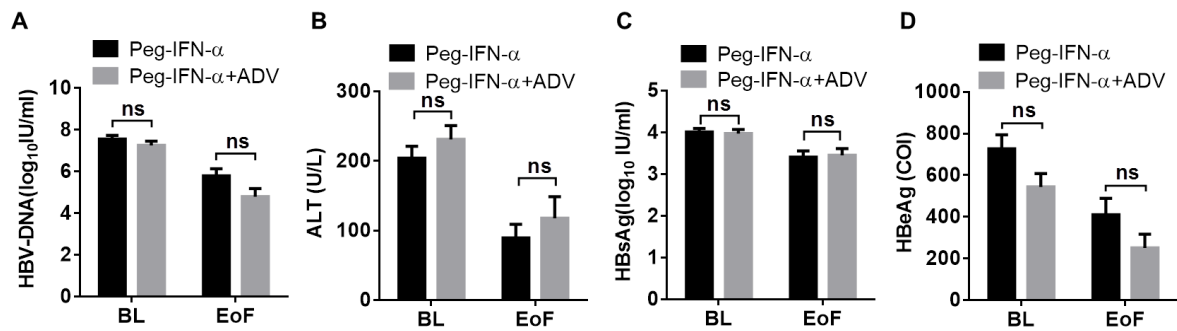 A
Peg-IFN-α
Peg-IFN-α+ADV
HBV-DNA(log10IU/ml)
10
8
6
4
2
0
ns
ns
BL
EoF
B
Peg-IFN-α
Peg-IFN-α+ADV
ALT (U/L)
300
200
100
0
ns
ns
BL
EoF
C
Peg-IFN-α
Peg-IFN-α+ADV
HBsAg(log10 IU/ml)
5
4
3
2
1
0
ns
ns
BL
EoF
D
Peg-IFN-α
Peg-IFN-α+ADV
HBeAg (COI)
1000
800
600
400
200
0
ns
ns
BL
EoF